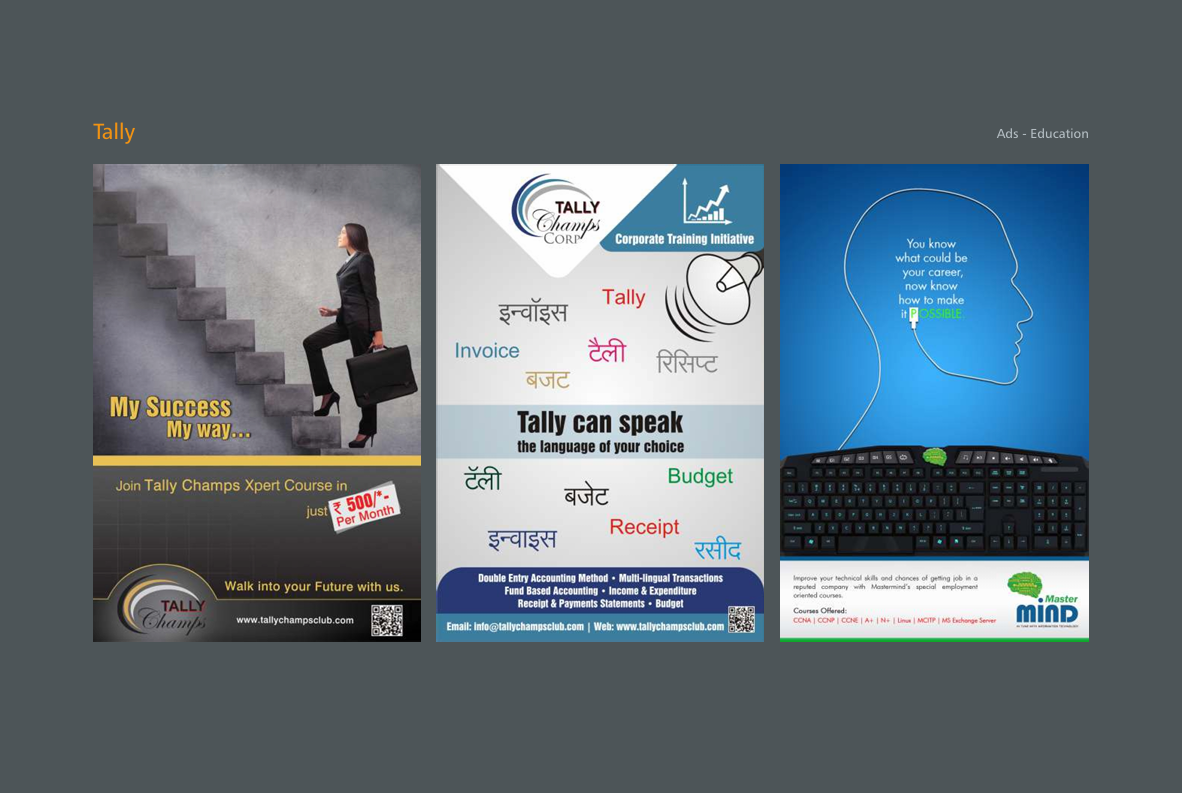 Tally
Ads - Education
My Success
My way...
Join Tally Champs Xpert Course in
just ₹ 500/*-
Per Month
Walk into your Future with us.
TALLY
Champs
www.tallychampsclub.com
TALLY
Champs
CORP
Corporate Training Initiative
इन्वॉइस
Tally
Invoice
टैली
रिसिप्ट
बजट
Tally can speak
the language of your choice
टॅली
Budget
बजेट
Receipt
इन्वाइस
रसीद
Double Entry Accounting Method • Multi-lingual Transactions
Fund Based Accounting • Income & Expenditure
Receipt & Payments Statements • Budget
Email: info@tallychampsclub.com | Web: www.tallychampsclub.com
You know
what could be
your career,
now know
how to make
it POSSIBLE.
Improve your technical skills and chances of getting job in a
reputed company with Mastermind's special employment
oriented courses.
Courses Offered:
CCNA | CCNP | CCNE | A+ | N+ | Linux | MCITP | MS Exchange Server
Master
MIND